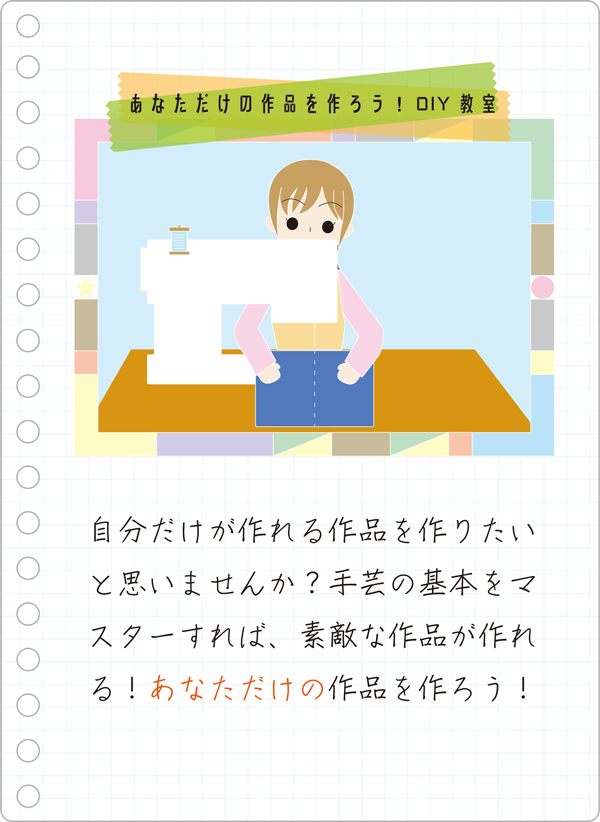 あなただけの作品を作ろう！DIY教室
自分だけが作れる作品を作りたい
と思いませんか？手芸の基本をマ
スターすれば、素敵な作品が作れ
る！あなただけの作品を作ろう！